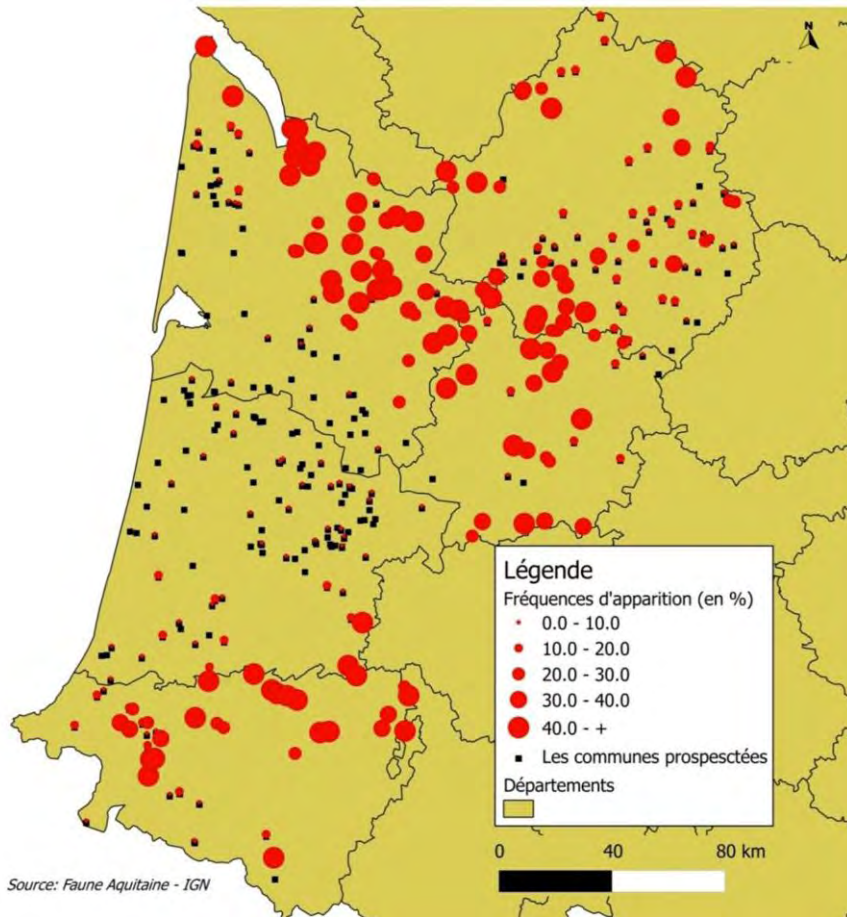 N
Légende
Fréquences d'apparition (en %)
0.0 - 10.0
10.0 - 20.0
20.0 - 30.0
30.0 - 40.0
40.0 - +
Les communes prospesctées
Départements
0 40 80 km
Source: Faune Aquitaine - IGN